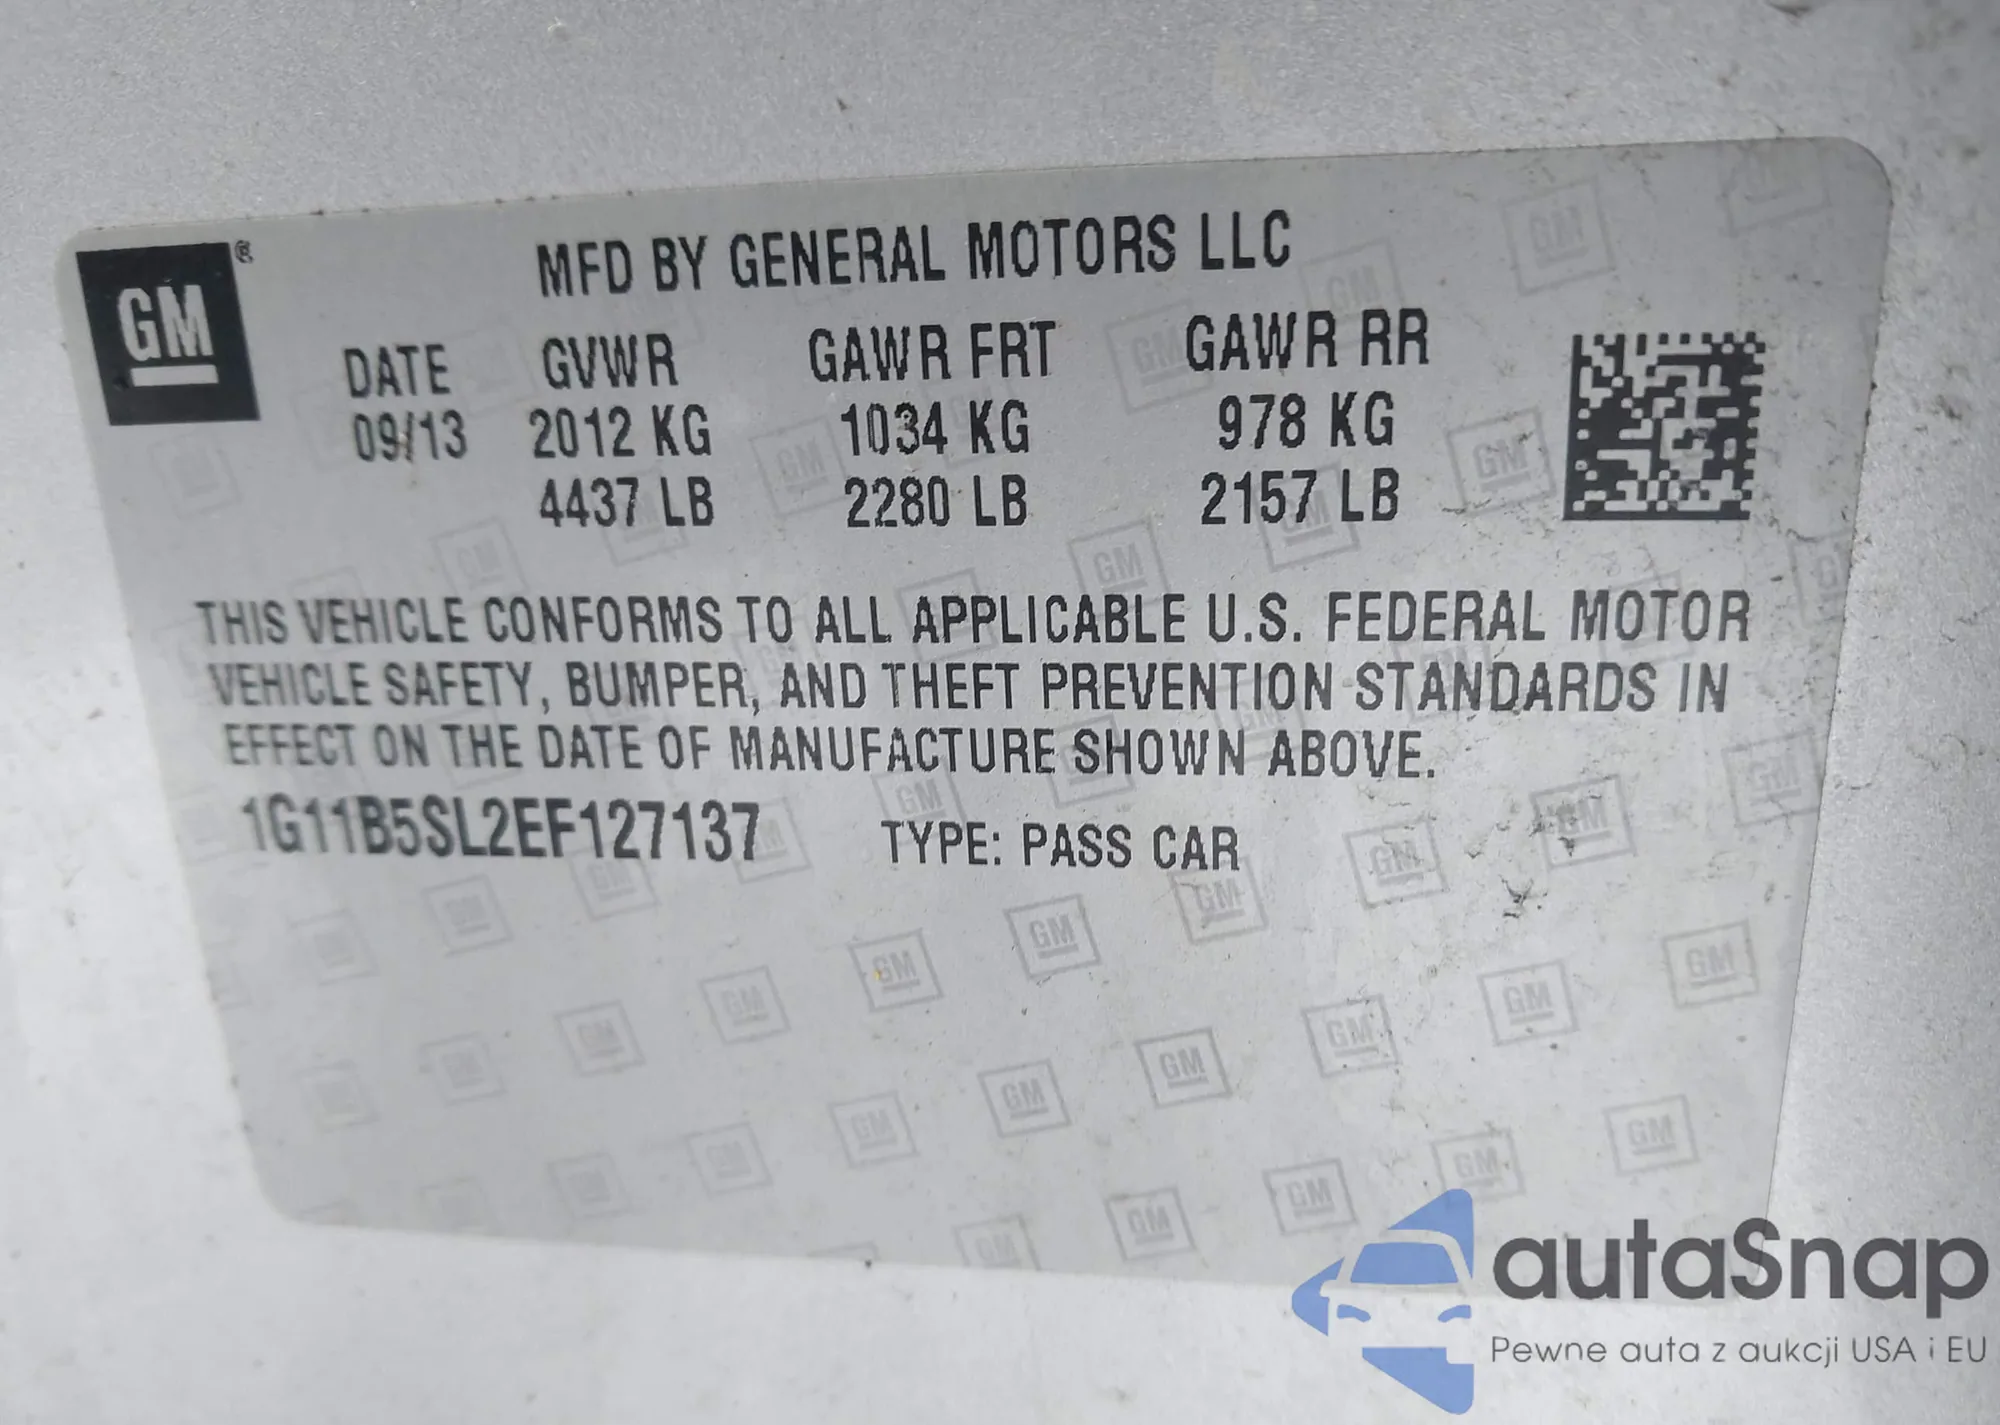 GM®
MFD BY GENERAL MOTORS LLC
DATE GVWR GAWR FRT GAWR RR
09/13 2012 KG 1034 KG 978 KG
4437 LB 2280 LB 2157 LB
THIS VEHICLE CONFORMS TO ALL APPLICABLE U.S. FEDERAL MOTOR
VEHICLE SAFETY, BUMPER, AND THEFT PREVENTION STANDARDS IN
EFFECT ON THE DATE OF MANUFACTURE SHOWN ABOVE.
1G11B5SL2EF127137 TYPE: PASS CAR
autaSnap
Pewne auta z aukcji USA i EU